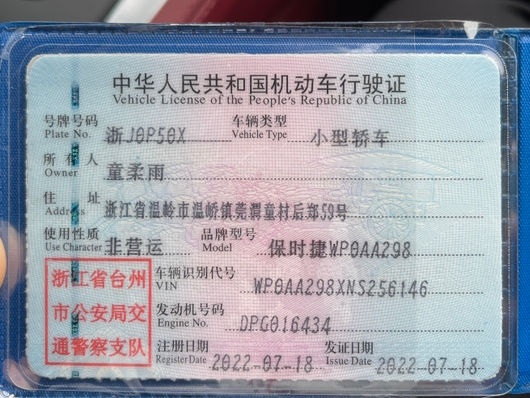 中华人民共和国机动车行驶证
Vehicle License of the People's Republic of China
号牌号码 浙J0P50X 车辆类型 小型轿车
Plate No. Vehicle Type
所有人 童柔雨
Owner
住址 浙江省温岭市温峤镇莞渭童村后郑59号
Address
使用性质 非营运 品牌型号 保时捷WP0AA298
Use Character Model
浙江省台州
市公安局交
通警察支队
车辆识别代号 WP0AA298XNS256146
VIN
发动机号码 DPG016434
Engine No.
注册日期 2022-07-18 发证日期 2022-07-18
Register Date Issue Date